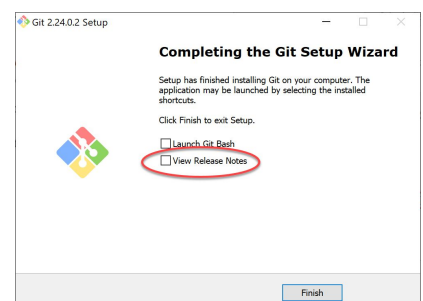 Git 2.24.0.2 Setup
Completing the Git Setup Wizard
Setup has finished installing Git on your computer. The
application may be launched by selecting the installed
shortcuts.
Click Finish to exit Setup.
Launch Git Bash
View Release Notes
Finish